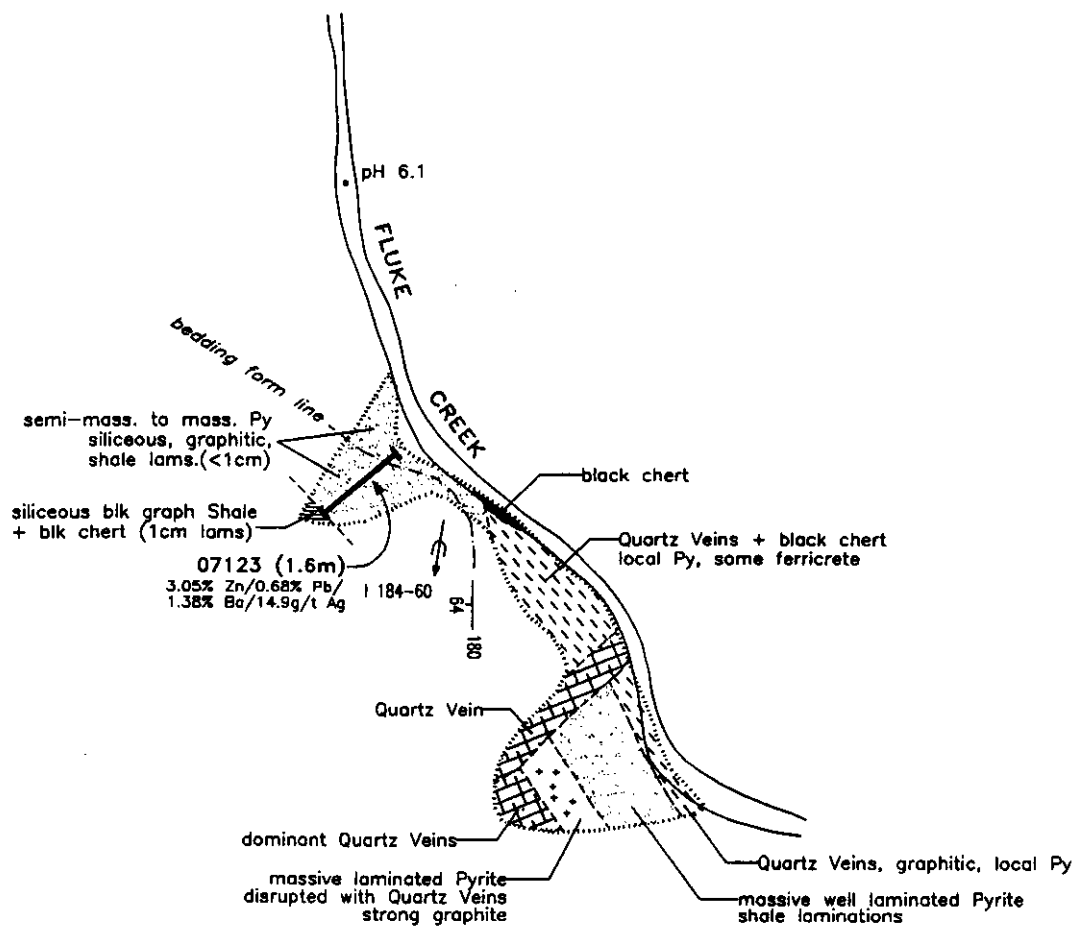 pH 6.1
FLUKE
CREEK
bedding form line
semi-mass. to mass. Py
siliceous, graphitic,
shale lams.(<1cm)
siliceous blk graph Shale
+ blk chert (1cm lams)
07123 (1.6m)
3.05% Zn/0.68% Pb/
1.38% Ba/14.9g/t Ag
184-60
64
180
black chert
Quartz Veins + black chert
local Py, some ferricrete
Quartz Vein
dominant Quartz Veins
massive laminated Pyrite
disrupted with Quartz Veins
strong graphite
Quartz Veins, graphitic, local Py
massive well laminated Pyrite
shale laminations